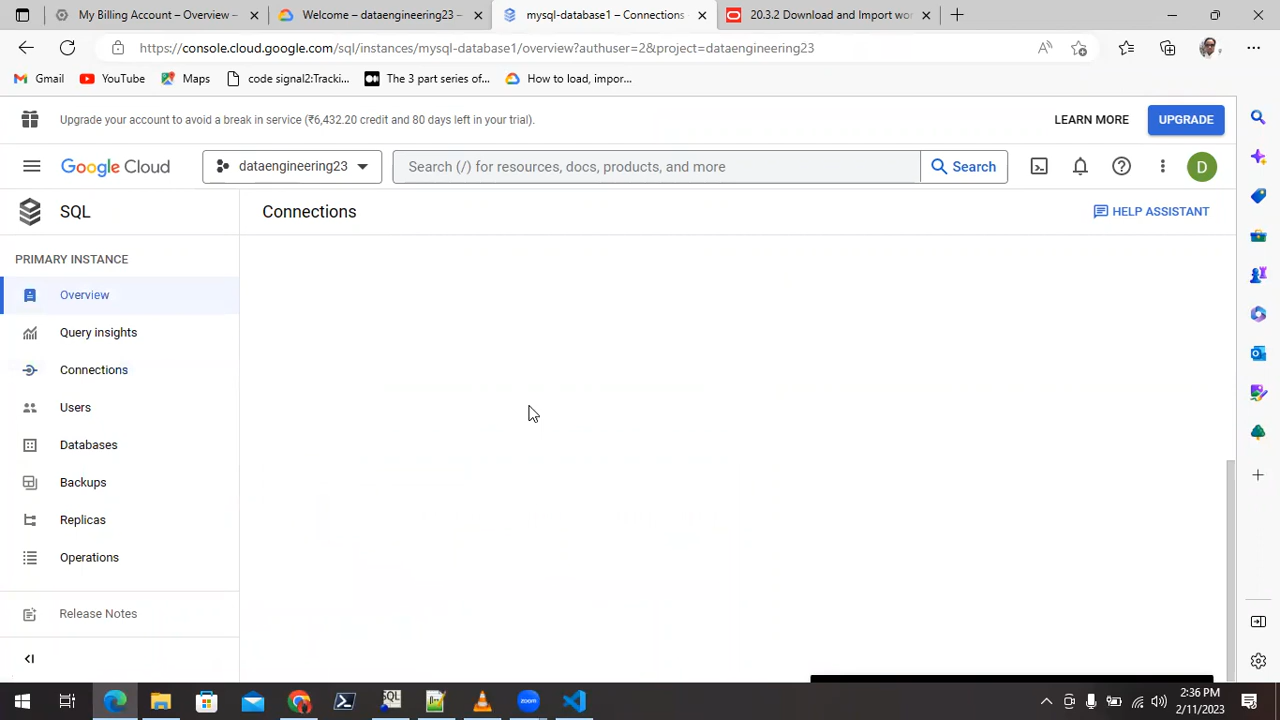 My Billing Account – Overview –
Welcome – dataengineering23 –
mysql-database1 – Connections
20.3.2 Download and Import wor
https://console.cloud.google.com/sql/instances/mysql-database1/overview?authuser=2&project=dataengineering23
Gmail
YouTube
Maps
code signal2:Tracki...
The 3 part series of...
How to load, impor...
Upgrade your account to avoid a break in service (₹6,432.20 credit and 80 days left in your trial).
LEARN MORE
UPGRADE
Google Cloud
dataengineering23
Search (/) for resources, docs, products, and more
Search
D
SQL
Connections
HELP ASSISTANT
PRIMARY INSTANCE
Overview
Query insights
Connections
Users
Databases
Backups
Replicas
Operations
Release Notes
SQL
zoom
2:36 PM
2/11/2023